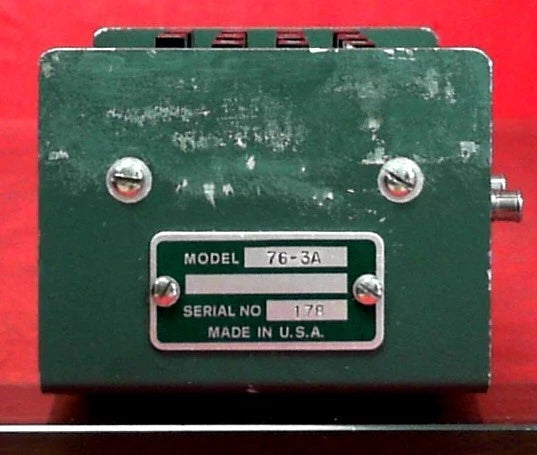 MODEL 76-3A
SERIAL NO 178
MADE IN U.S.A.